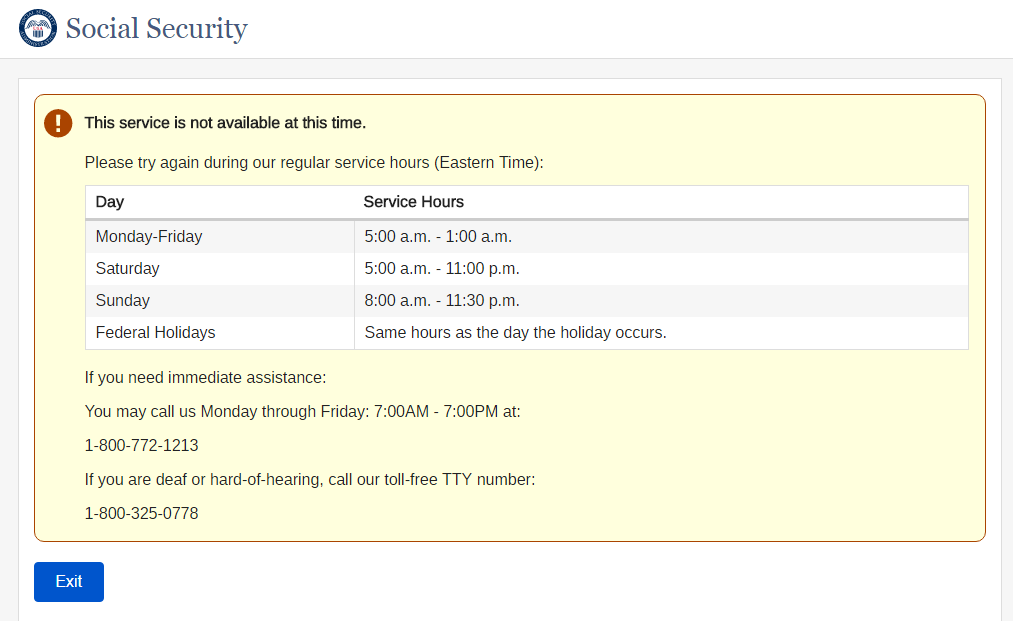 Social Security
This service is not available at this time.
Please try again during our regular service hours (Eastern Time):
Day Service Hours
Monday-Friday 5:00 a.m. - 1:00 a.m.
Saturday 5:00 a.m. - 11:00 p.m.
Sunday 8:00 a.m. - 11:30 p.m.
Federal Holidays Same hours as the day the holiday occurs.
If you need immediate assistance:
You may call us Monday through Friday: 7:00AM - 7:00PM at:
1-800-772-1213
If you are deaf or hard-of-hearing, call our toll-free TTY number:
1-800-325-0778
Exit